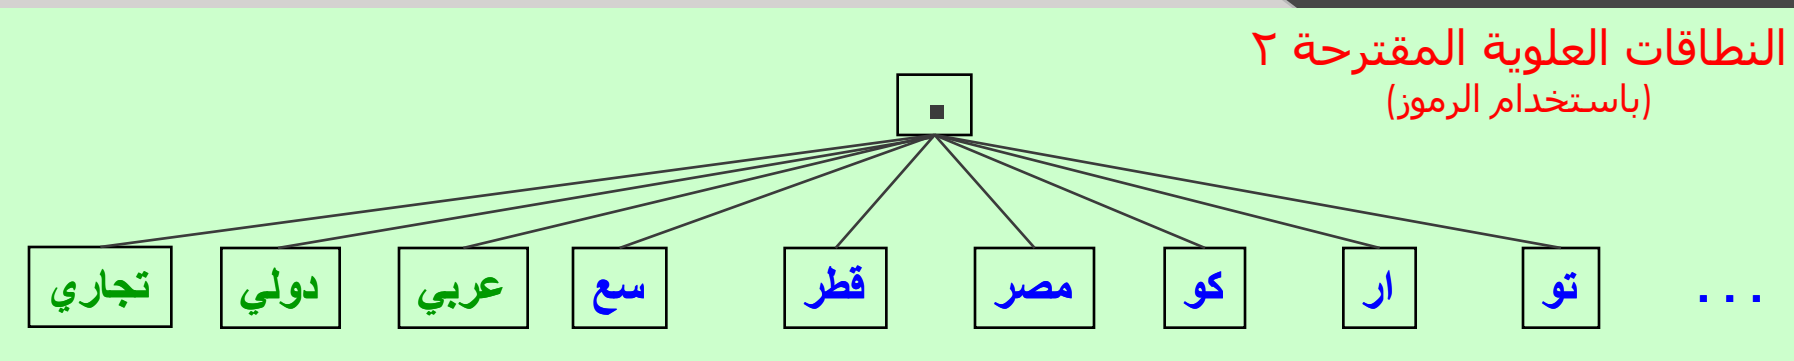 النطاقات العلوية المقترحة ٢
(باستخدام الرموز)
.
... تو ار كو مصر قطر سع عربي دولي تجاري